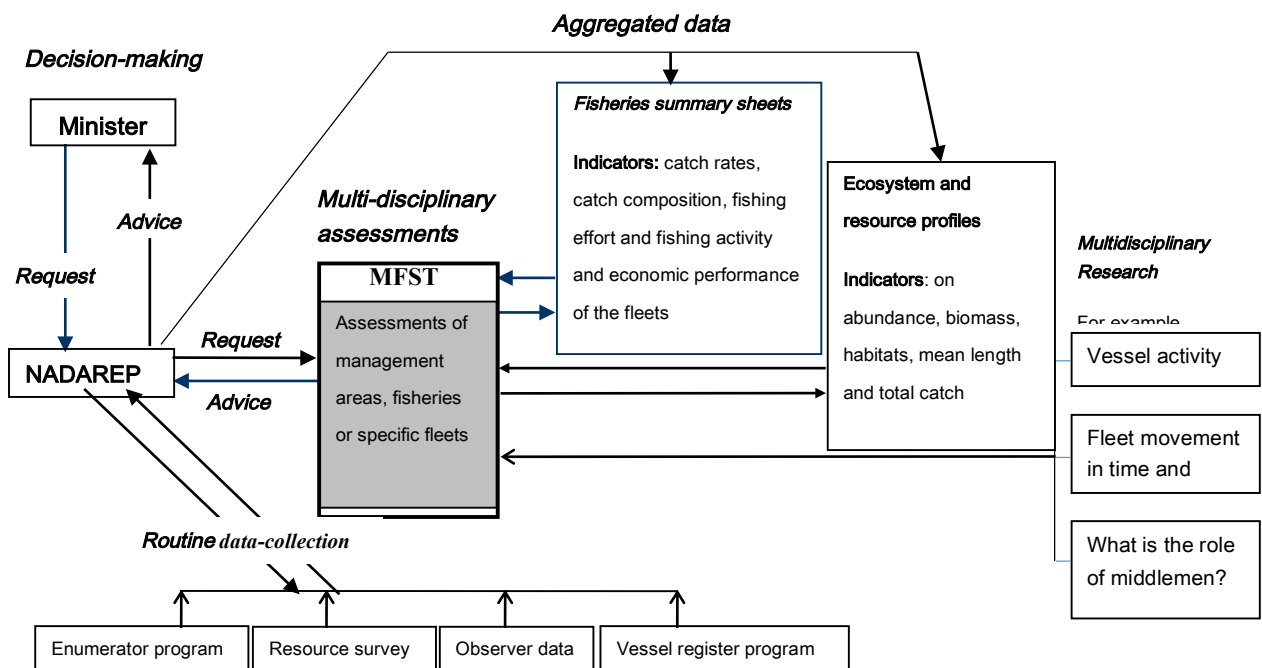 Aggregated data
Decision-making
Minister
Advice
Request
NADAREP
Request
Advice
Multi-disciplinary
assessments
MFST
Assessments of
management
areas, fisheries
or specific fleets
Fisheries summary sheets
Indicators: catch rates,
catch composition, fishing
effort and fishing activity
and economic performance
of the fleets
Ecosystem and
resource profiles
Indicators: on
abundance, biomass,
habitats, mean length
and total catch
Multidisciplinary
Research
For example
Vessel activity
Fleet movement
in time and
What is the role
of middlemen?
Routine data-collection
Enumerator program
Resource survey
Observer data
Vessel register program